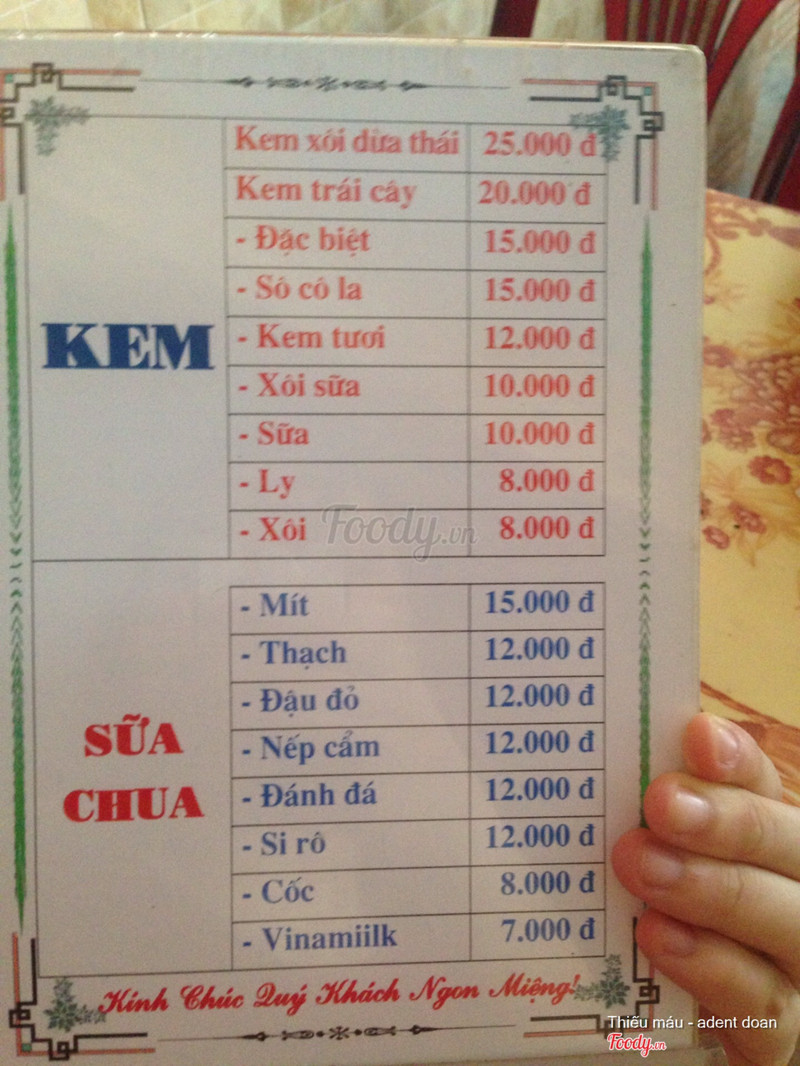 KEM
Kem xôi dừa thái 25.000 đ
Kem trái cây 20.000 đ
- Đặc biệt 15.000 đ
- Sô cô la 15.000 đ
- Kem tươi 12.000 đ
- Xôi sữa 10.000 đ
- Sữa 10.000 đ
- Ly 8.000 đ
- Xôi 8.000 đ
Foody.vn
SỮA
CHUA
- Mít 15.000 đ
- Thạch 12.000 đ
- Đậu đỏ 12.000 đ
- Nếp cẩm 12.000 đ
- Đánh đá 12.000 đ
- Si rô 12.000 đ
- Cốc 8.000 đ
- Vinamiilk 7.000 đ
Kính Chúc Quý Khách Ngon Miệng!
Thiếu máu - adent doan
Foody.vn